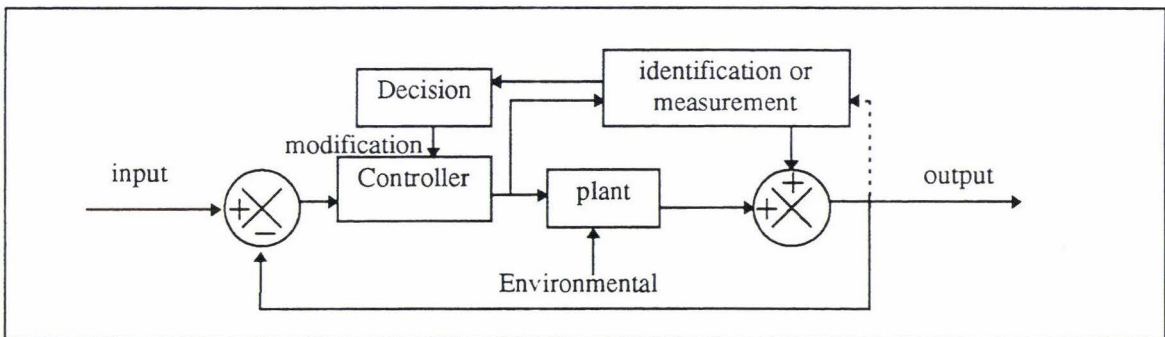 identification or
measurement
Decision
modification
input
Controller
plant
output
+
−
+
+
Environmental